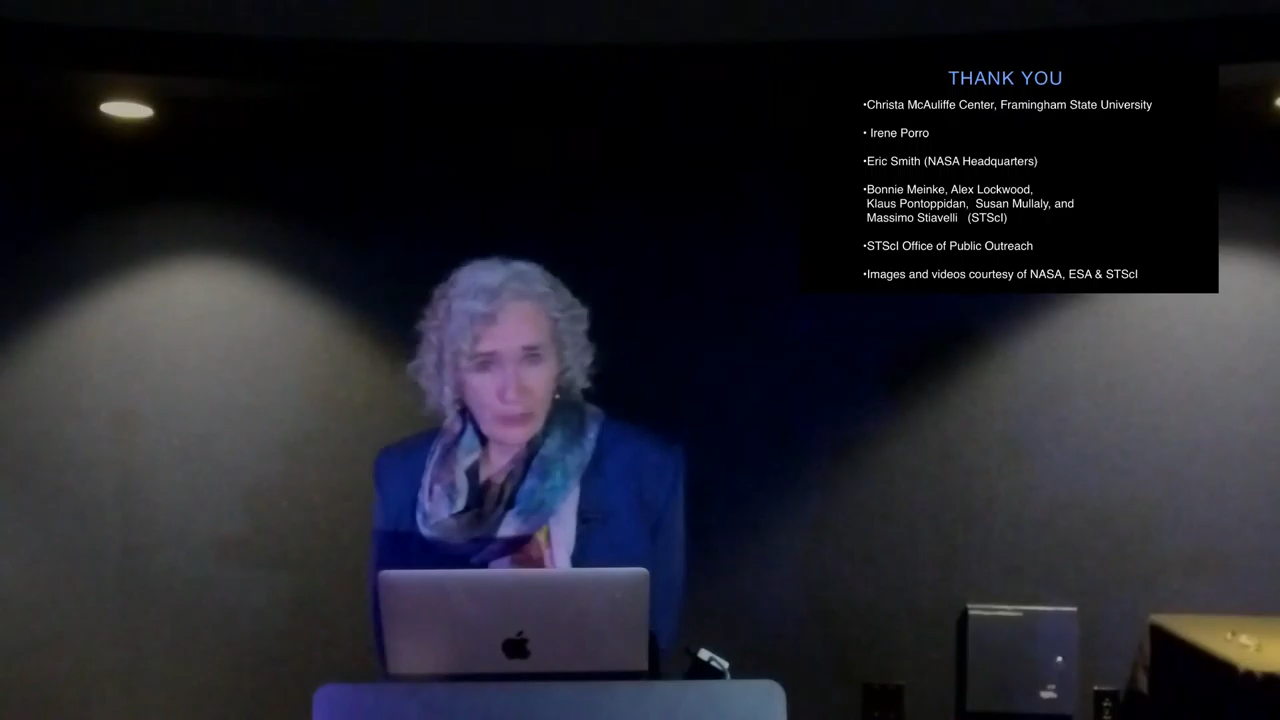 THANK YOU
•Christa McAuliffe Center, Framingham State University
• Irene Porro
•Eric Smith (NASA Headquarters)
•Bonnie Meinke, Alex Lockwood,
Klaus Pontoppidan, Susan Mullaly, and
Massimo Stiavelli (STScI)
•STScI Office of Public Outreach
•Images and videos courtesy of NASA, ESA & STScI